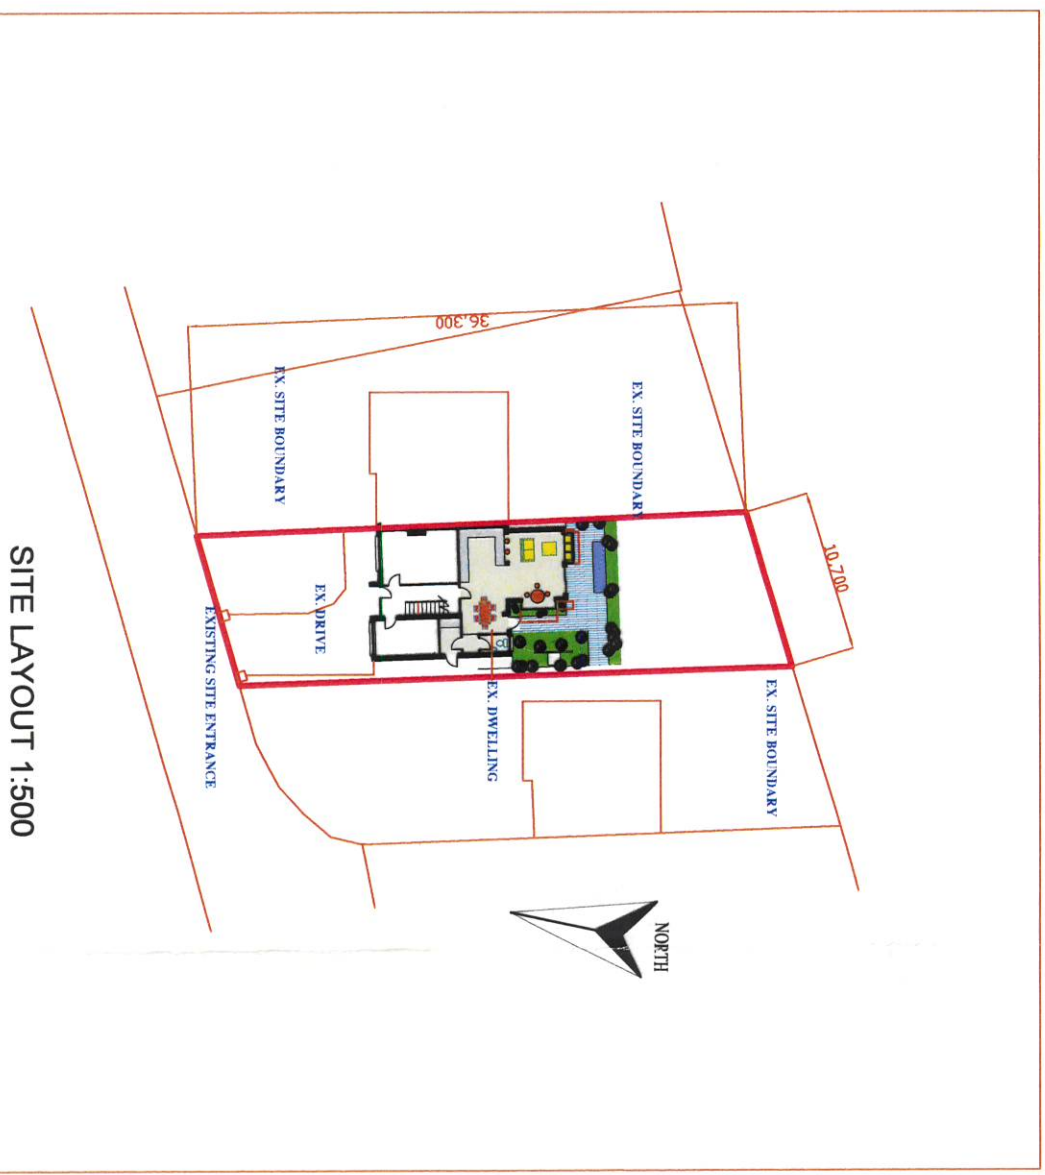 36,300
10,700
EX. SITE BOUNDARY
EX. SITE BOUNDARY
EX. SITE BOUNDARY
EX. DRIVE
EX. DWELLING
EXISTING SITE ENTRANCE
NORTH
SITE LAYOUT 1:500